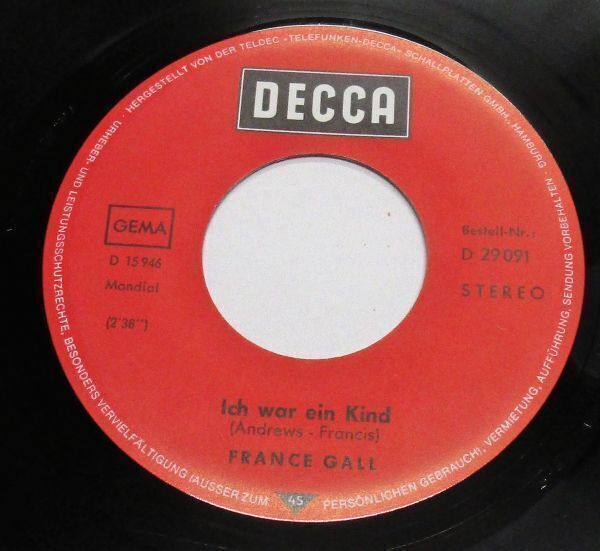 URHEBER- UND LEISTUNGSSCHUTZRECHTE, BESONDERS VERVIELFÄLTIGUNG (AUSSER ZUM PERSÖNLICHEN GEBRAUCH), VERMIETUNG, AUFFÜHRUNG, SENDUNG VORBEHALTEN · HERGESTELLT VON DER TELDEC »TELEFUNKEN-DECCA« SCHALLPLATTEN GMBH., HAMBURG ·
DECCA
GEMA
D 15 946
Mondial
(2'36'')
Bestell-Nr.:
D 29 091
STEREO
Ich war ein Kind
(Andrews - Francis)
FRANCE GALL
45